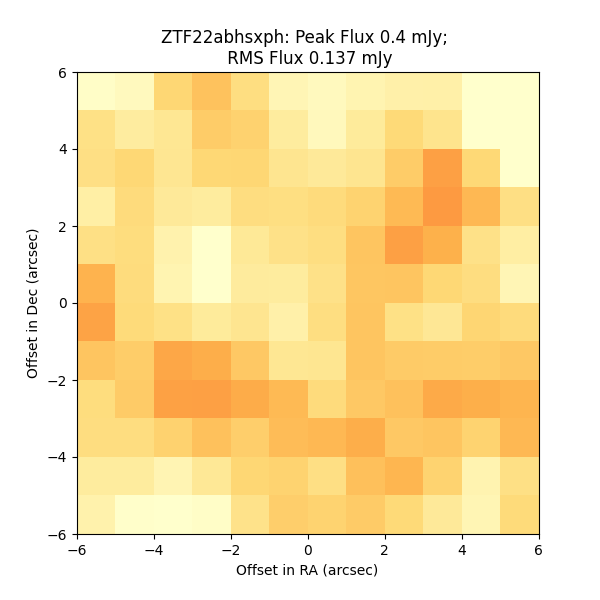 ZTF22abhsxph: Peak Flux 0.4 mJy;
RMS Flux 0.137 mJy
6
4
2
0
−2
−4
−6
Offset in Dec (arcsec)
−6 −4 −2 0 2 4 6
Offset in RA (arcsec)